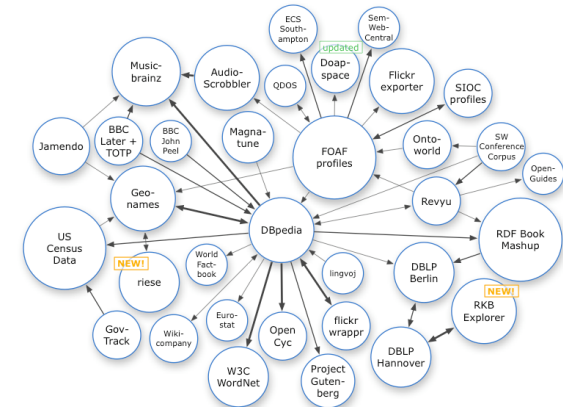 ECS
South-
ampton
Sem-
Web-
Central
updated
Doap-
space
Music-
brainz
Audio-
Scrobbler
QDOS
Flickr
exporter
SIOC
profiles
BBC
Later +
TOTP
BBC
John
Peel
Magna-
tune
FOAF
profiles
Onto-
world
SW
Conference
Corpus
Jamendo
Open-
Guides
Geo-
names
Revyu
DBpedia
US
Census
Data
RDF Book
Mashup
NEW!
riese
World
Fact-
book
lingvoj
DBLP
Berlin
NEW!
RKB
Explorer
Gov-
Track
Wiki-
company
Euro-
stat
Open
Cyc
flickr
wrappr
DBLP
Hannover
W3C
WordNet
Project
Guten-
berg